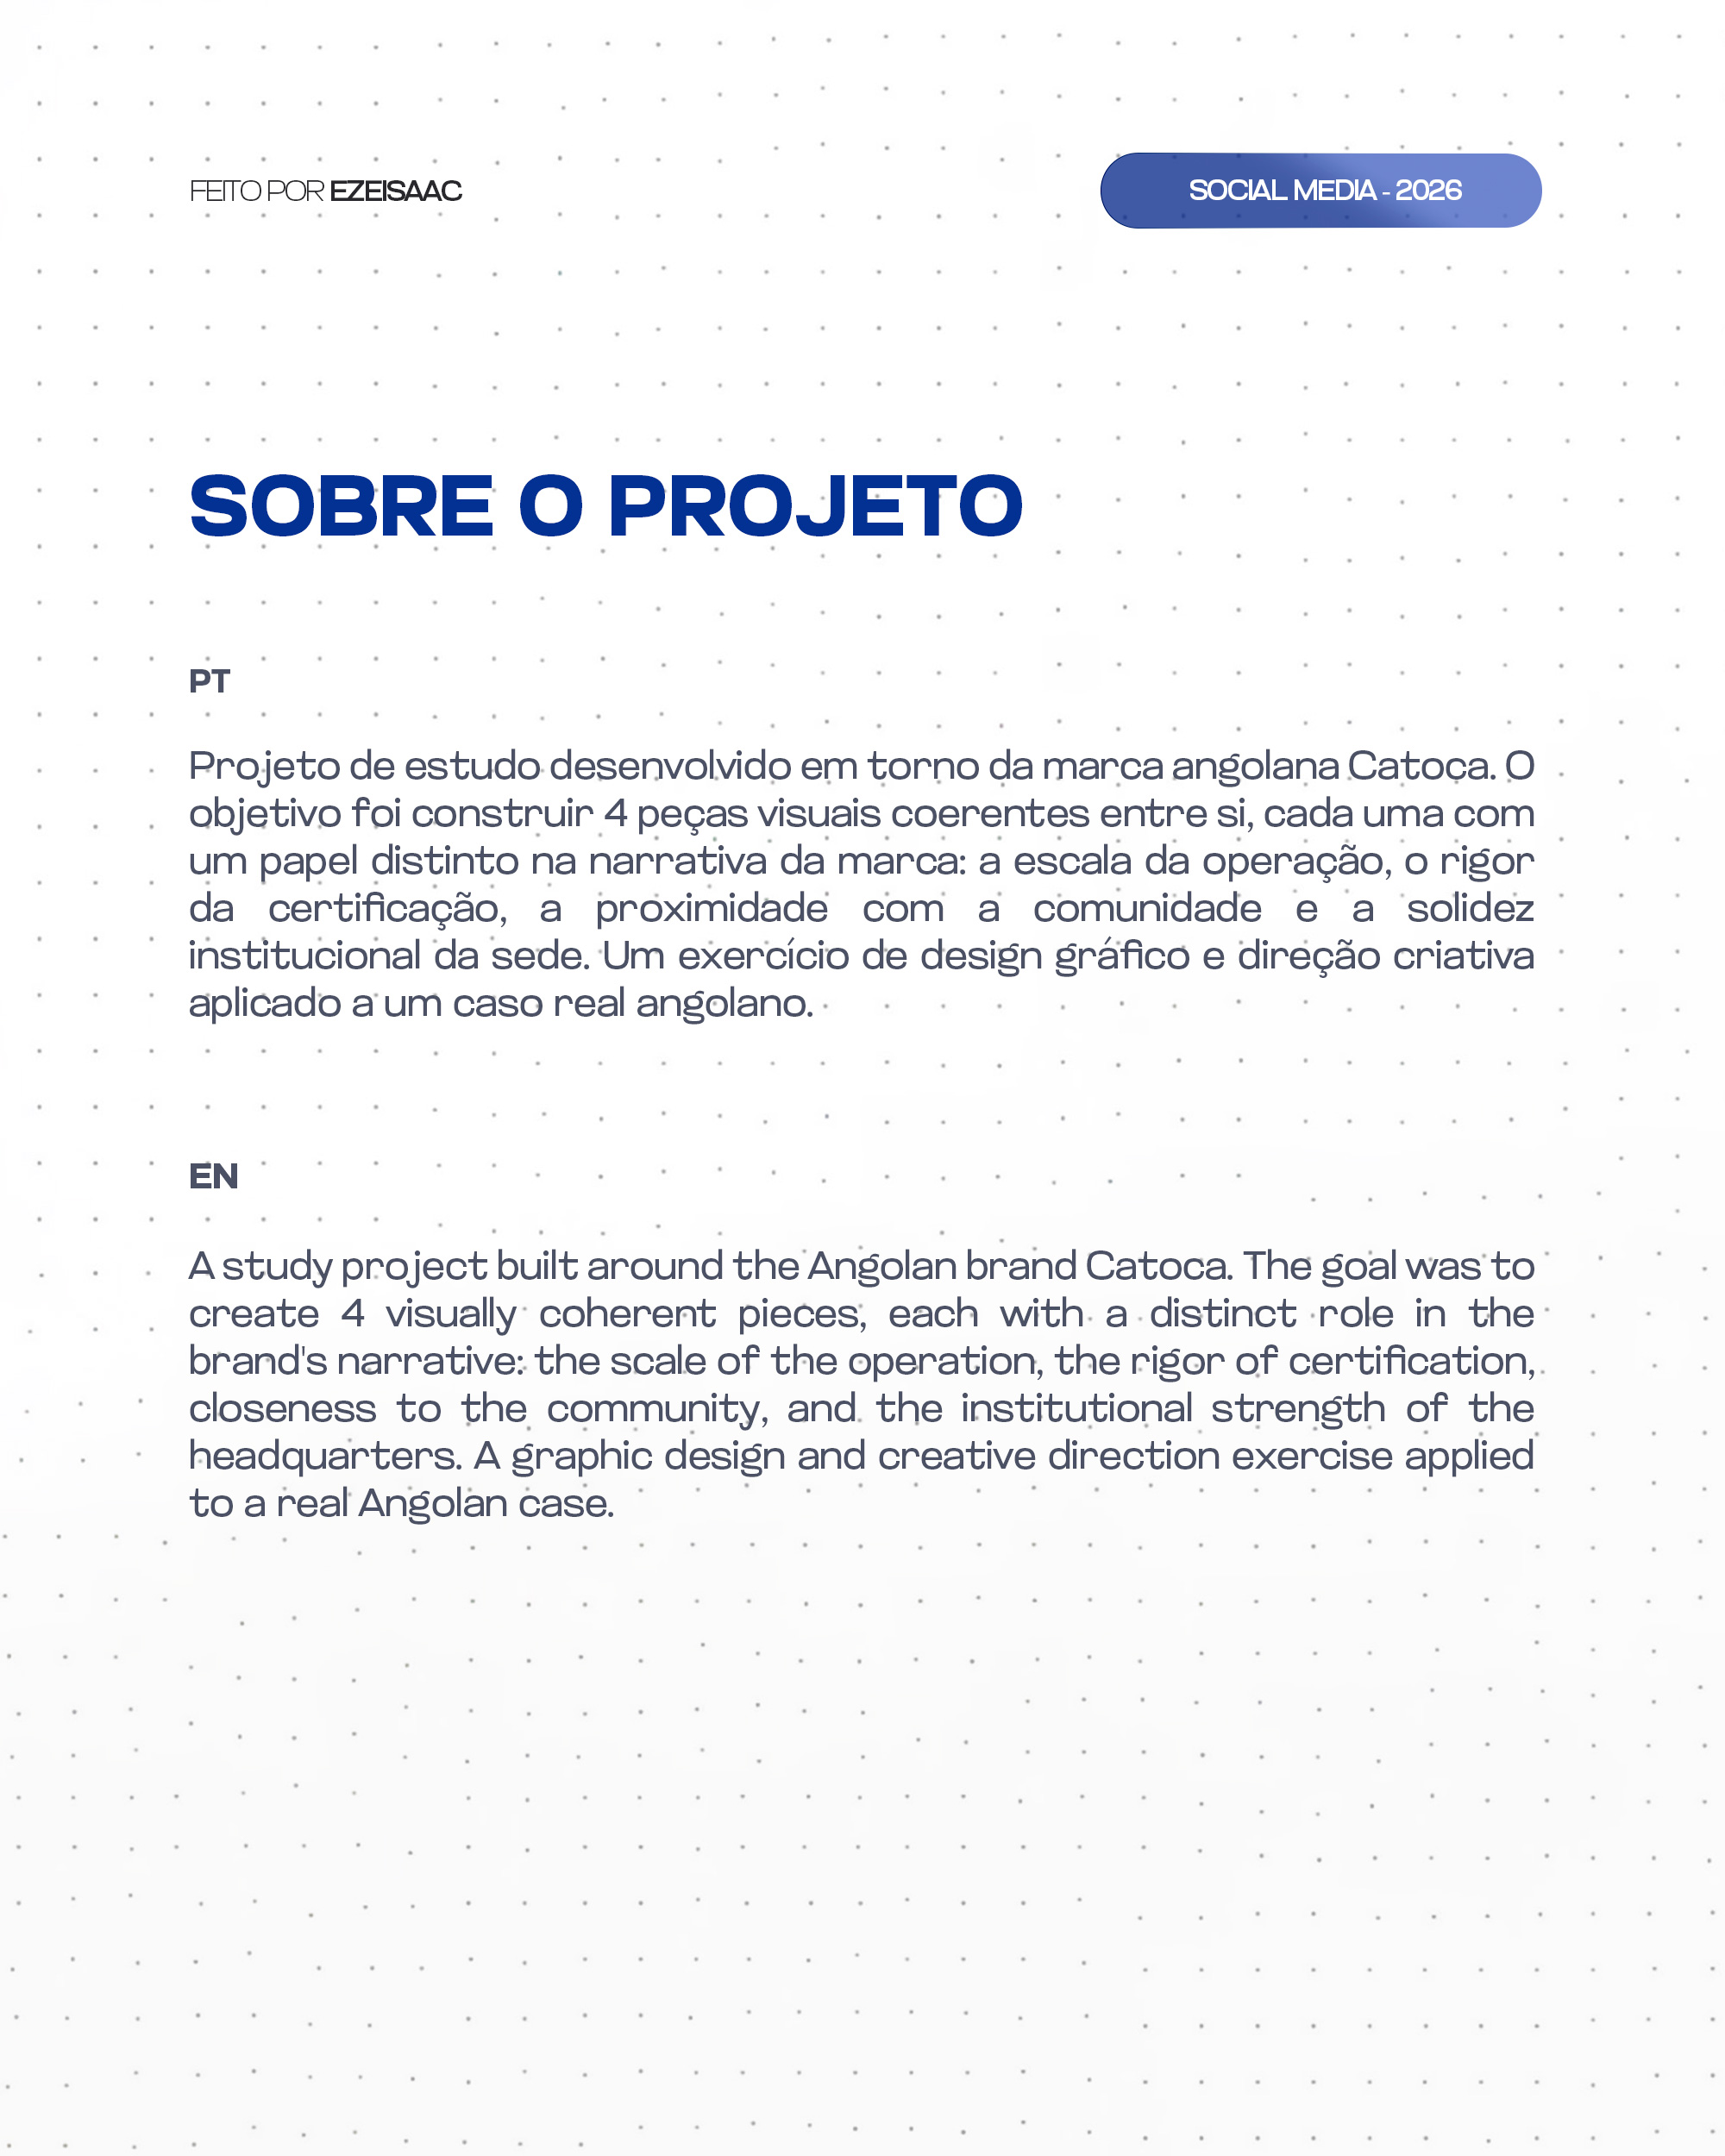 FEITO POR EZEISAAC
SOCIAL MEDIA - 2026
SOBRE O PROJETO
PT
Projeto de estudo desenvolvido em torno da marca angolana Catoca. O
objetivo foi construir 4 peças visuais coerentes entre si, cada uma com
um papel distinto na narrativa da marca: a escala da operação, o rigor
da certificação, a proximidade com a comunidade e a solidez
institucional da sede. Um exercício de design gráfico e direção criativa
aplicado a um caso real angolano.
EN
A study project built around the Angolan brand Catoca. The goal was to
create 4 visually coherent pieces, each with a distinct role in the
brand's narrative: the scale of the operation, the rigor of certification,
closeness to the community, and the institutional strength of the
headquarters. A graphic design and creative direction exercise applied
to a real Angolan case.